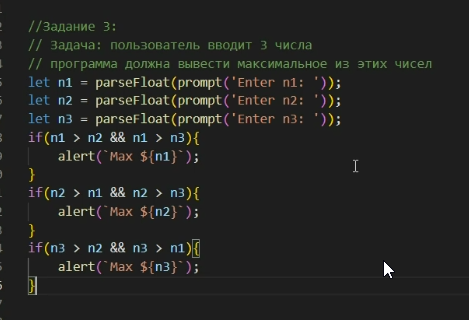 //Задание 3:
// Задача: пользователь вводит 3 числа
// программа должна вывести максимальное из этих чисел
let n1 = parseFloat(prompt('Enter n1: '));
let n2 = parseFloat(prompt('Enter n2: '));
let n3 = parseFloat(prompt('Enter n3: '));
if(n1 > n2 && n1 > n3){
    alert(`Max ${n1}`);
}
if(n2 > n1 && n2 > n3){
    alert(`Max ${n2}`);
}
if(n3 > n2 && n3 > n1){
    alert(`Max ${n3}`);
}